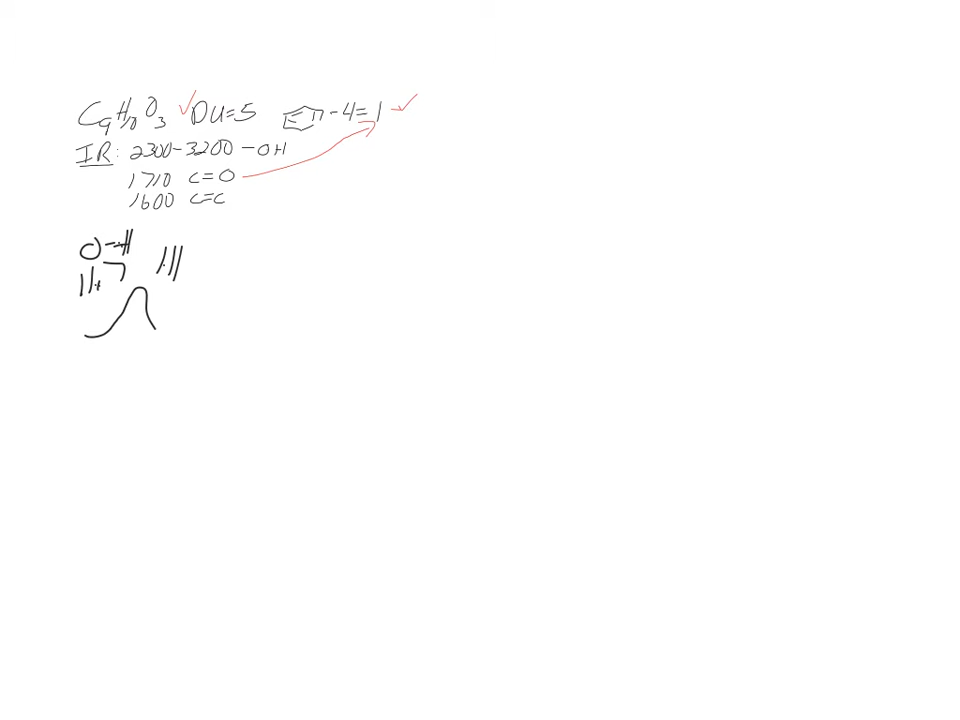 C9H10O3 ✓ DU=5 -4=1 ✓
IR: 2300-3200 -OH
1710 C=O
1600 C=C
O-H